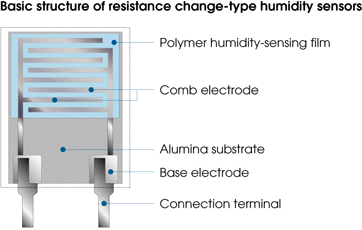 Basic structure of resistance change-type humidity sensors
Polymer humidity-sensing film
Comb electrode
Alumina substrate
Base electrode
Connection terminal